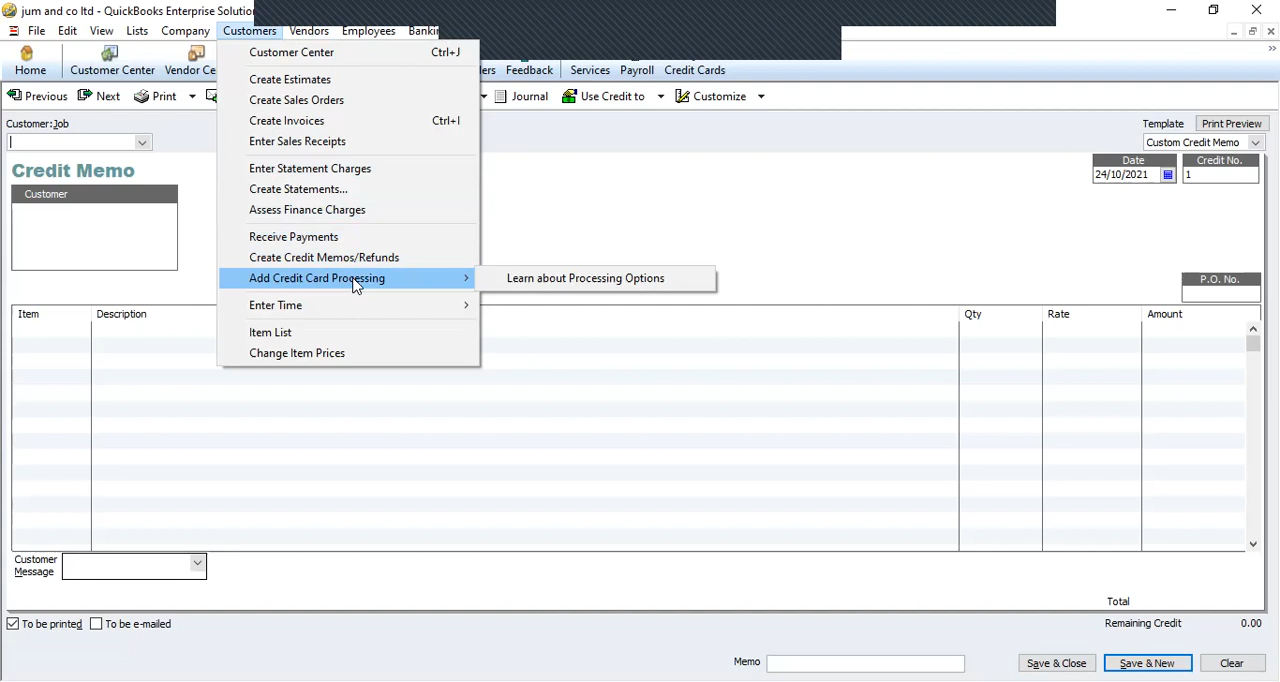 jum and co ltd - QuickBooks Enterprise Solutio
File Edit View Lists Company Customers Vendors Employees Bankin
Home Customer Center Vendor Ce ers Feedback Services Payroll Credit Cards
Previous Next Print Journal Use Credit to Customize
Customer:Job
Template Print Preview
Custom Credit Memo
Credit Memo
Date Credit No.
24/10/2021 1
Customer
P.O. No.
Customer Center Ctrl+J
Create Estimates
Create Sales Orders
Create Invoices Ctrl+I
Enter Sales Receipts
Enter Statement Charges
Create Statements...
Assess Finance Charges
Receive Payments
Create Credit Memos/Refunds
Add Credit Card Processing
Learn about Processing Options
Enter Time
Item List
Change Item Prices
Item Description Qty Rate Amount
Customer
Message
Total
To be printed To be e-mailed
Remaining Credit 0.00
Memo
Save & Close Save & New Clear